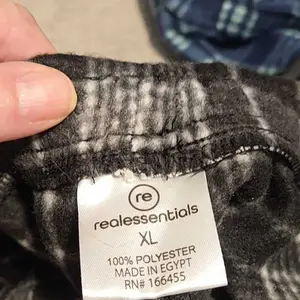 re
realessentials
XL
100% POLYESTER
MADE IN EGYPT
RN# 166455